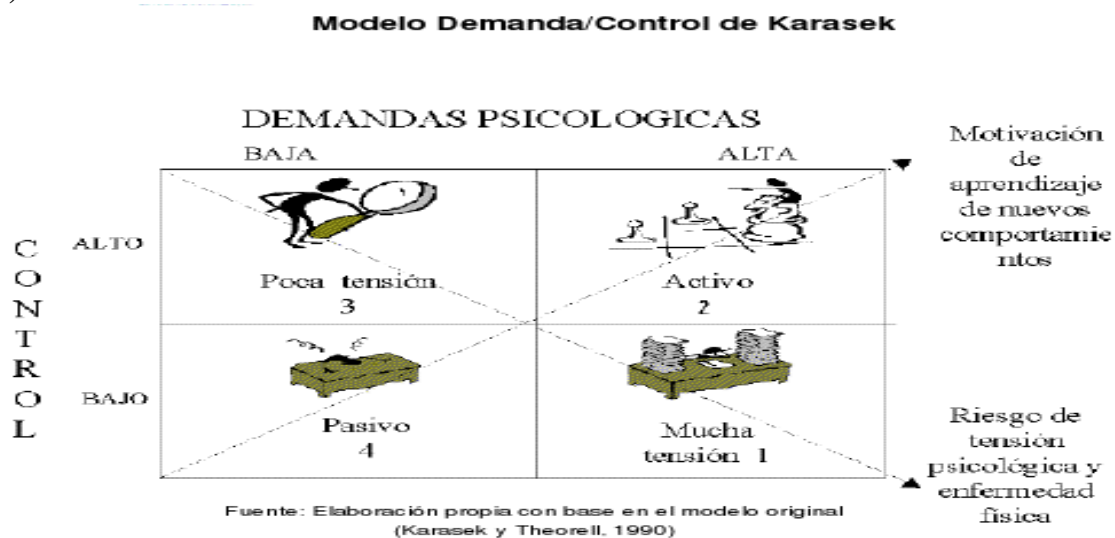 )
Modelo Demanda/Control de Karasek
DEMANDAS PSICOLOGICAS
BAJA ALTA
Motivación
de
aprendizaje
de nuevos
comportamie
ntos
CONTROL
ALTO
Poca tensión
3
Activo
2
BAJO
Pasivo
4
Mucha
tensión 1
Riesgo de
tensión
psicológica y
enfermedad
física
Fuente: Elaboración propia con base en el modelo original
(Karasek y Theorell, 1990)